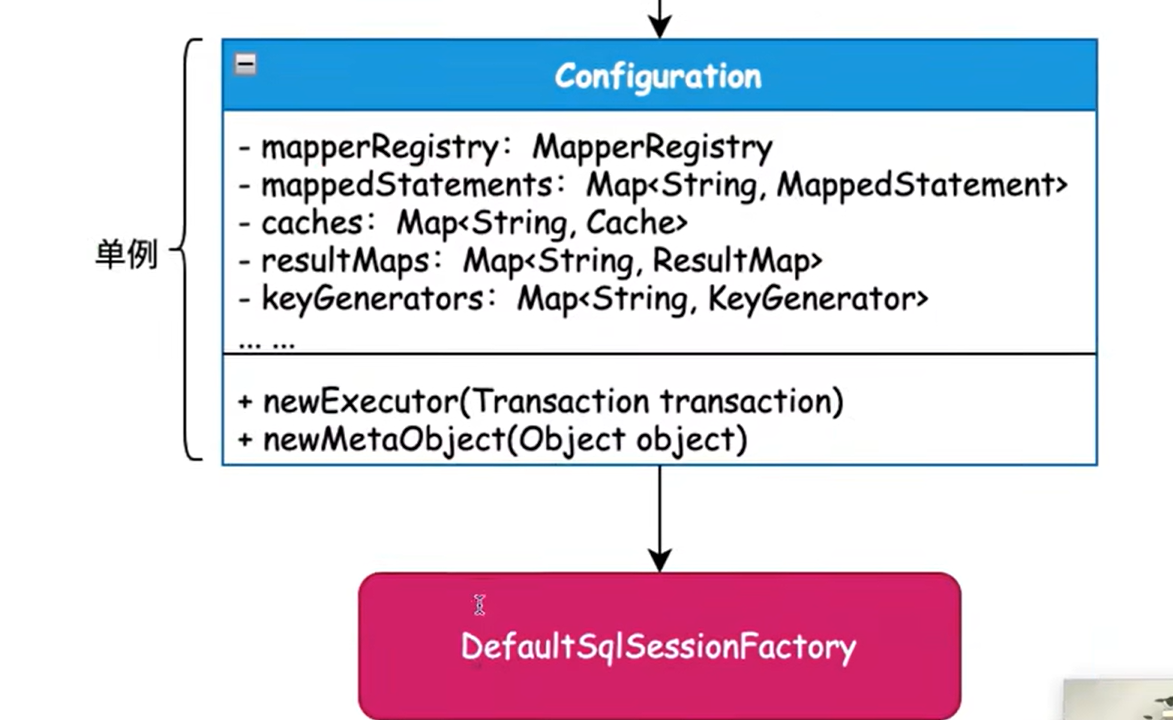 Configuration
- mapperRegistry： MapperRegistry
- mappedStatements： Map<String, MappedStatement>
- caches： Map<String, Cache>
- resultMaps： Map<String, ResultMap>
- keyGenerators： Map<String, KeyGenerator>
... ...
单例
+ newExecutor(Transaction transaction)
+ newMetaObject(Object object)
DefaultSqlSessionFactory